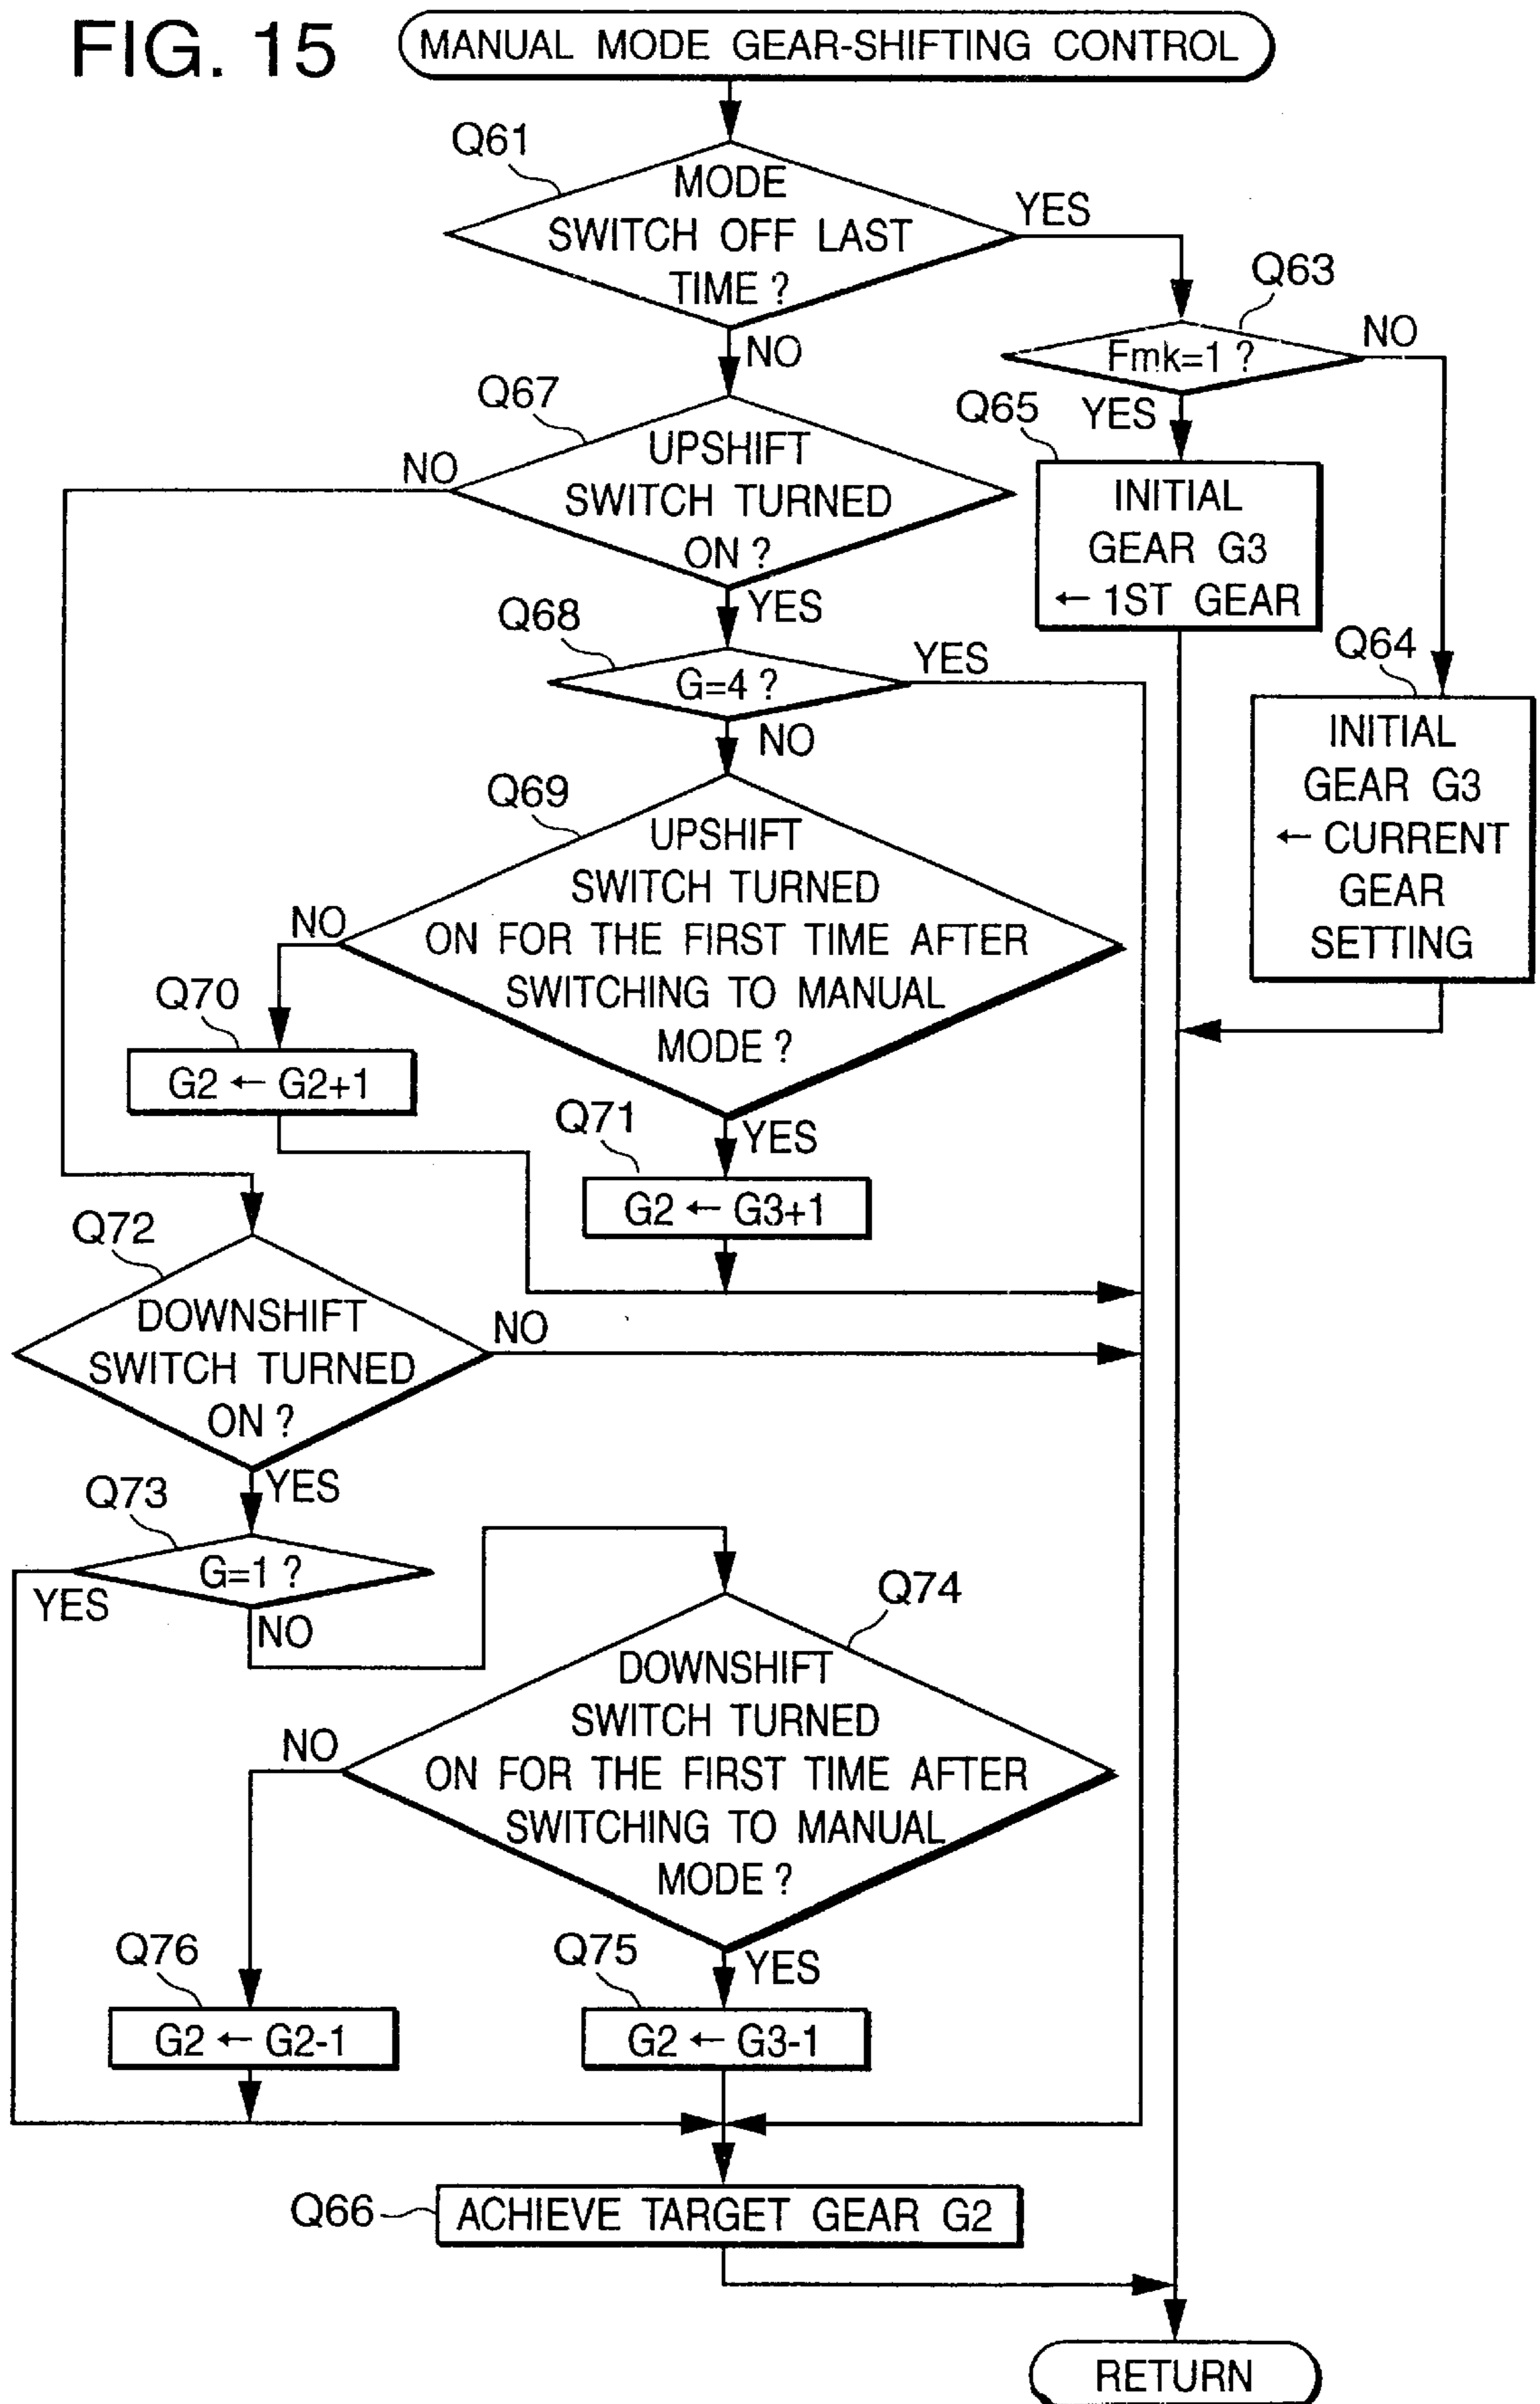 FIG. 15
MANUAL MODE GEAR-SHIFTING CONTROL
Q61
MODE
SWITCH OFF LAST
TIME ?
YES
NO
Q63
Fmk=1 ?
NO
YES
Q65
INITIAL
GEAR G3
← 1ST GEAR
Q64
INITIAL
GEAR G3
← CURRENT
GEAR
SETTING
Q67
UPSHIFT
SWITCH TURNED
ON ?
NO
YES
Q68
G=4 ?
YES
NO
Q69
UPSHIFT
SWITCH TURNED
ON FOR THE FIRST TIME AFTER
SWITCHING TO MANUAL
MODE ?
NO
YES
Q70
G2 ← G2+1
Q71
G2 ← G3+1
Q72
DOWNSHIFT
SWITCH TURNED
ON ?
NO
YES
Q73
G=1 ?
YES
NO
Q74
DOWNSHIFT
SWITCH TURNED
ON FOR THE FIRST TIME AFTER
SWITCHING TO MANUAL
MODE ?
NO
YES
Q76
G2 ← G2-1
Q75
G2 ← G3-1
Q66
ACHIEVE TARGET GEAR G2
RETURN